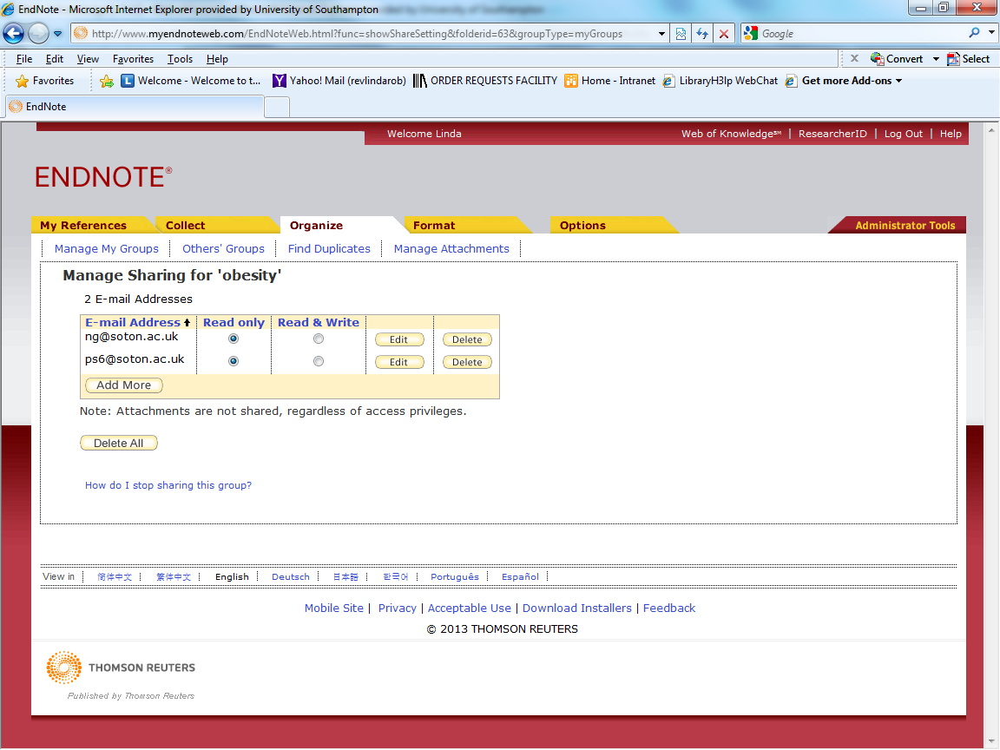 EndNote - Microsoft Internet Explorer provided by University of Southampton
http://www.myendnoteweb.com/EndNoteWeb.html?func=showShareSetting&folderid=63&groupType=myGroups
Google
File Edit View Favorites Tools Help
Convert Select
Favorites Welcome - Welcome to t... Yahoo! Mail (revlindarob) ORDER REQUESTS FACILITY Home - Intranet LibraryH3lp WebChat Get more Add-ons
EndNote
Welcome Linda Web of Knowledge℠ | ResearcherID | Log Out | Help
ENDNOTE®
My References Collect Organize Format Options Administrator Tools
Manage My Groups Others' Groups Find Duplicates Manage Attachments
Manage Sharing for 'obesity'
2 E-mail Addresses
E-mail Address Read only Read & Write
ng@soton.ac.uk Edit Delete
ps6@soton.ac.uk Edit Delete
Add More
Note: Attachments are not shared, regardless of access privileges.
Delete All
How do I stop sharing this group?
View in 简体中文 繁体中文 English Deutsch 日本語 한국어 Português Español
Mobile Site | Privacy | Acceptable Use | Download Installers | Feedback
© 2013 THOMSON REUTERS
THOMSON REUTERS
Published by Thomson Reuters